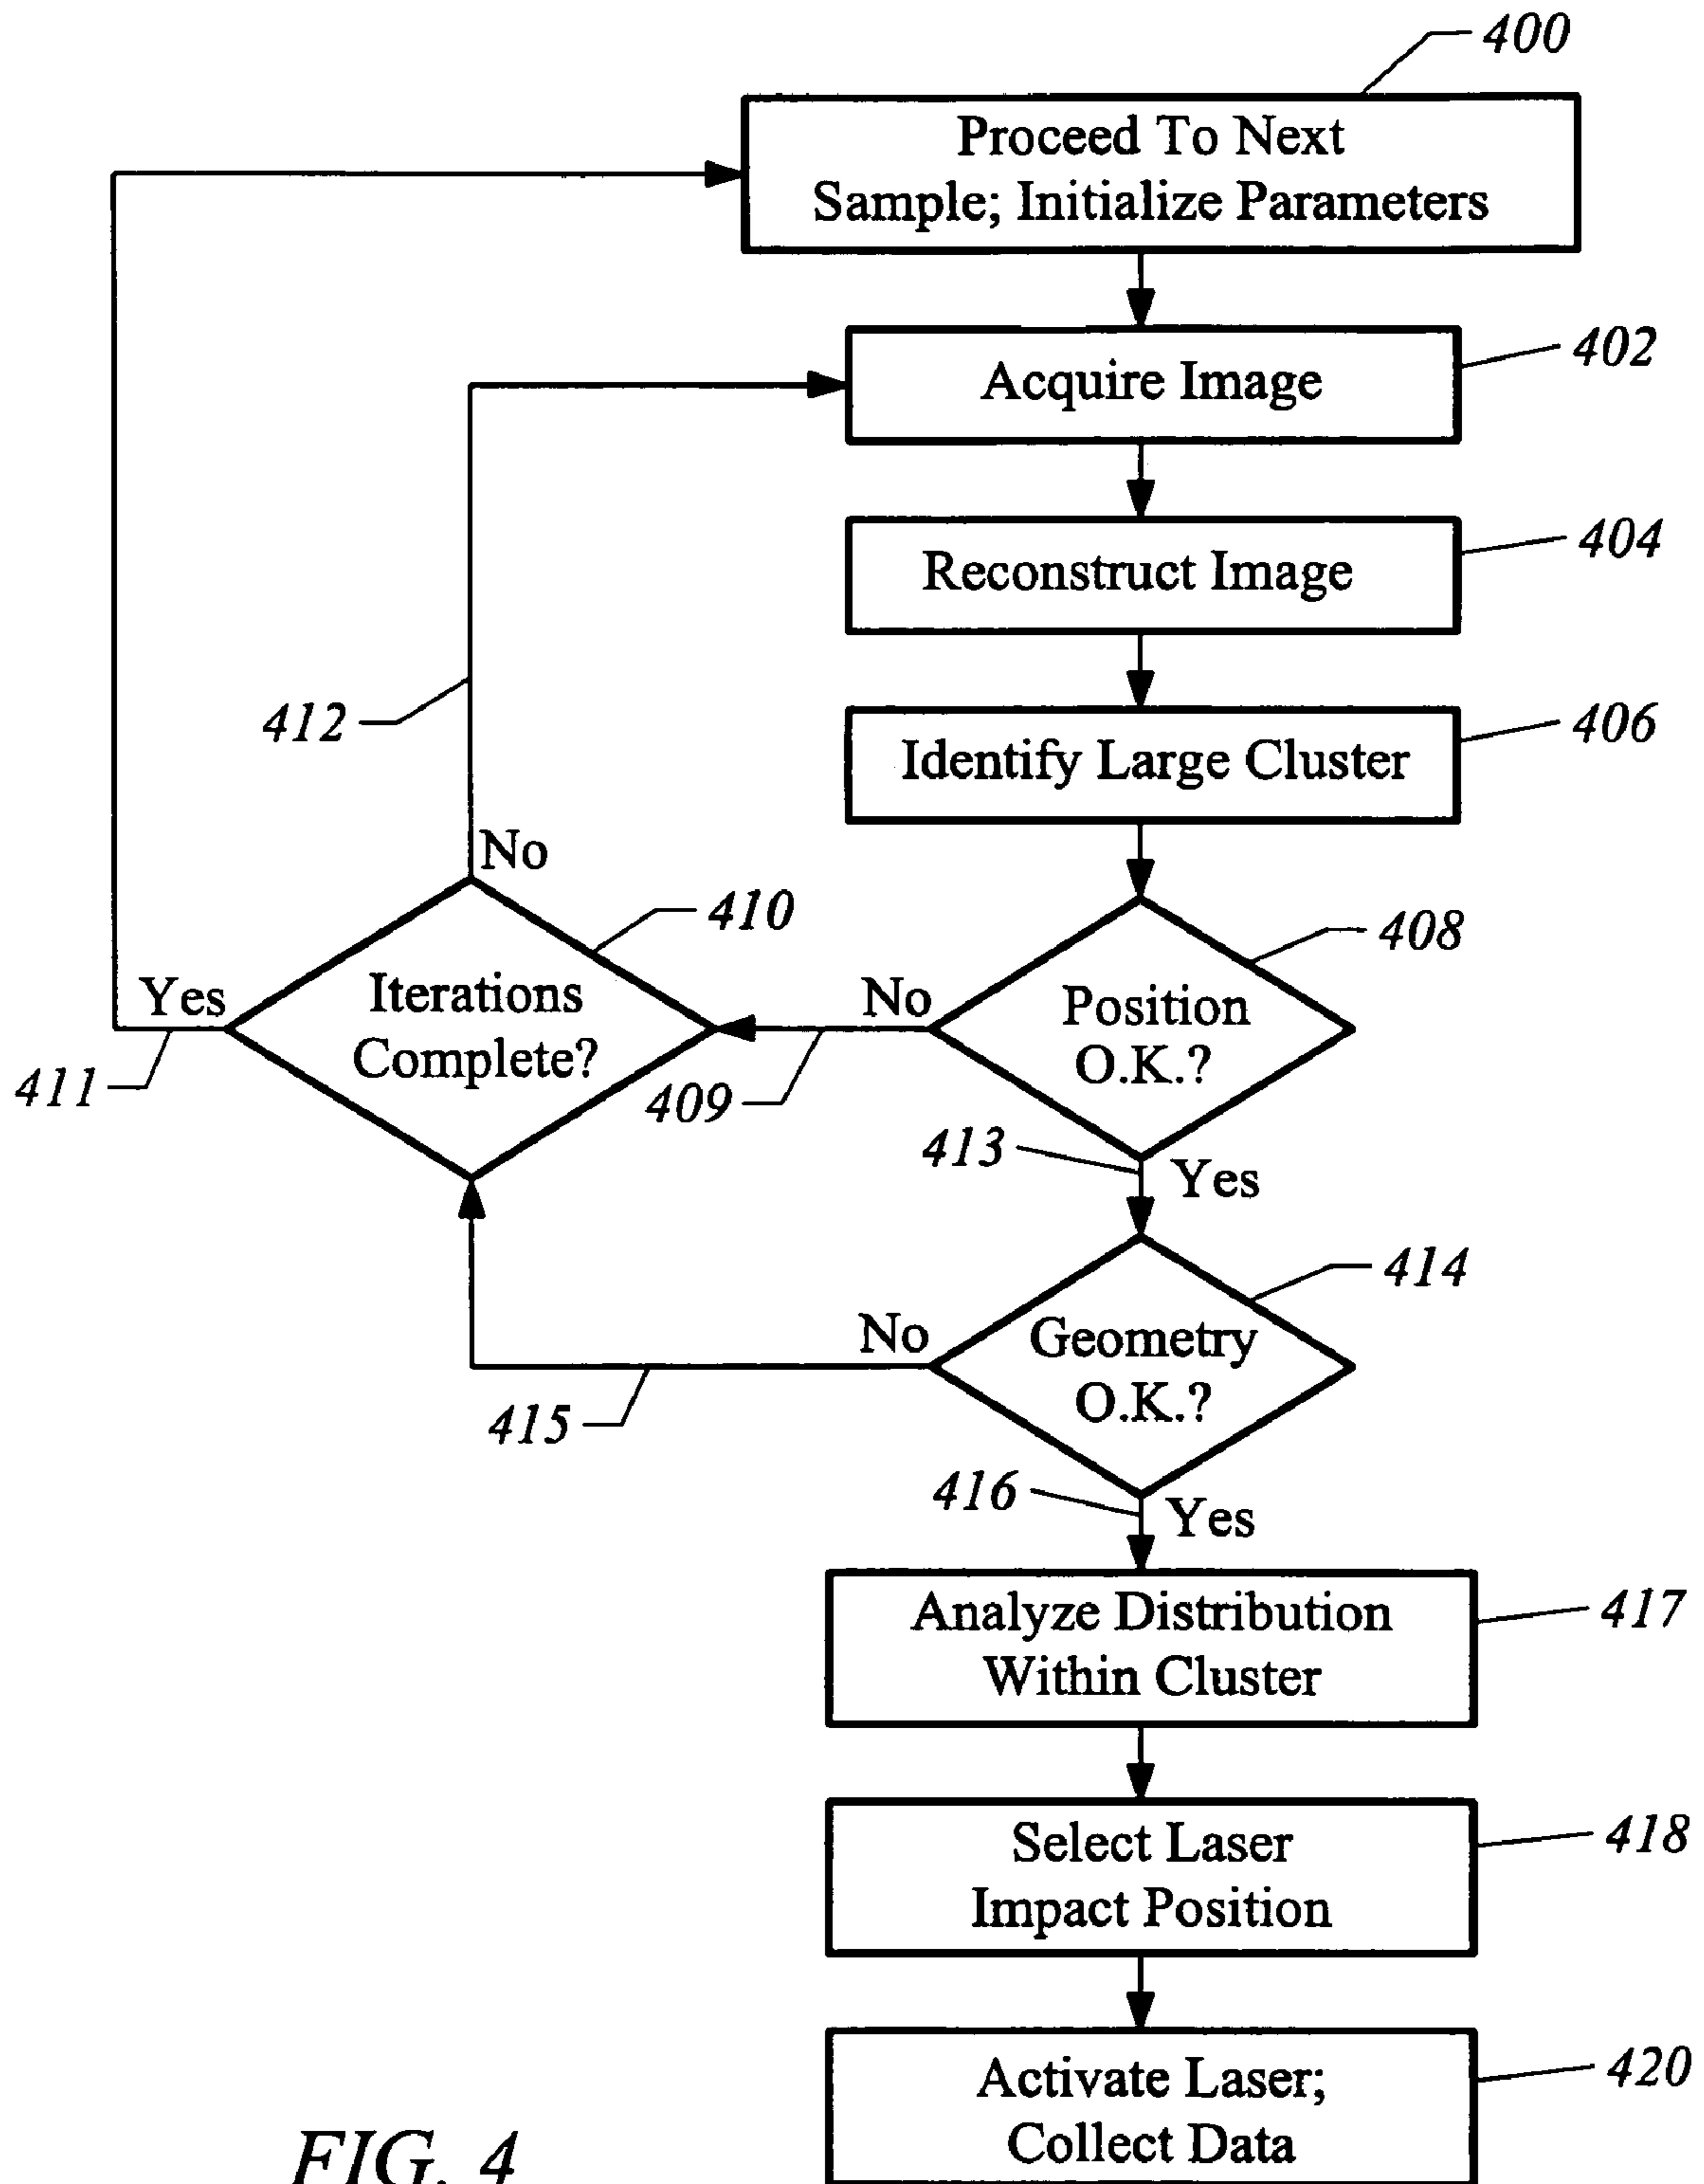 400
Proceed To Next
Sample; Initialize Parameters
402
Acquire Image
404
Reconstruct Image
412
406
Identify Large Cluster
No
410
408
Yes
Iterations
Complete?
No
Position
O.K.?
411
409
413
Yes
414
No
Geometry
O.K.?
415
416
Yes
417
Analyze Distribution
Within Cluster
418
Select Laser
Impact Position
420
Activate Laser;
Collect Data
FIG. 4